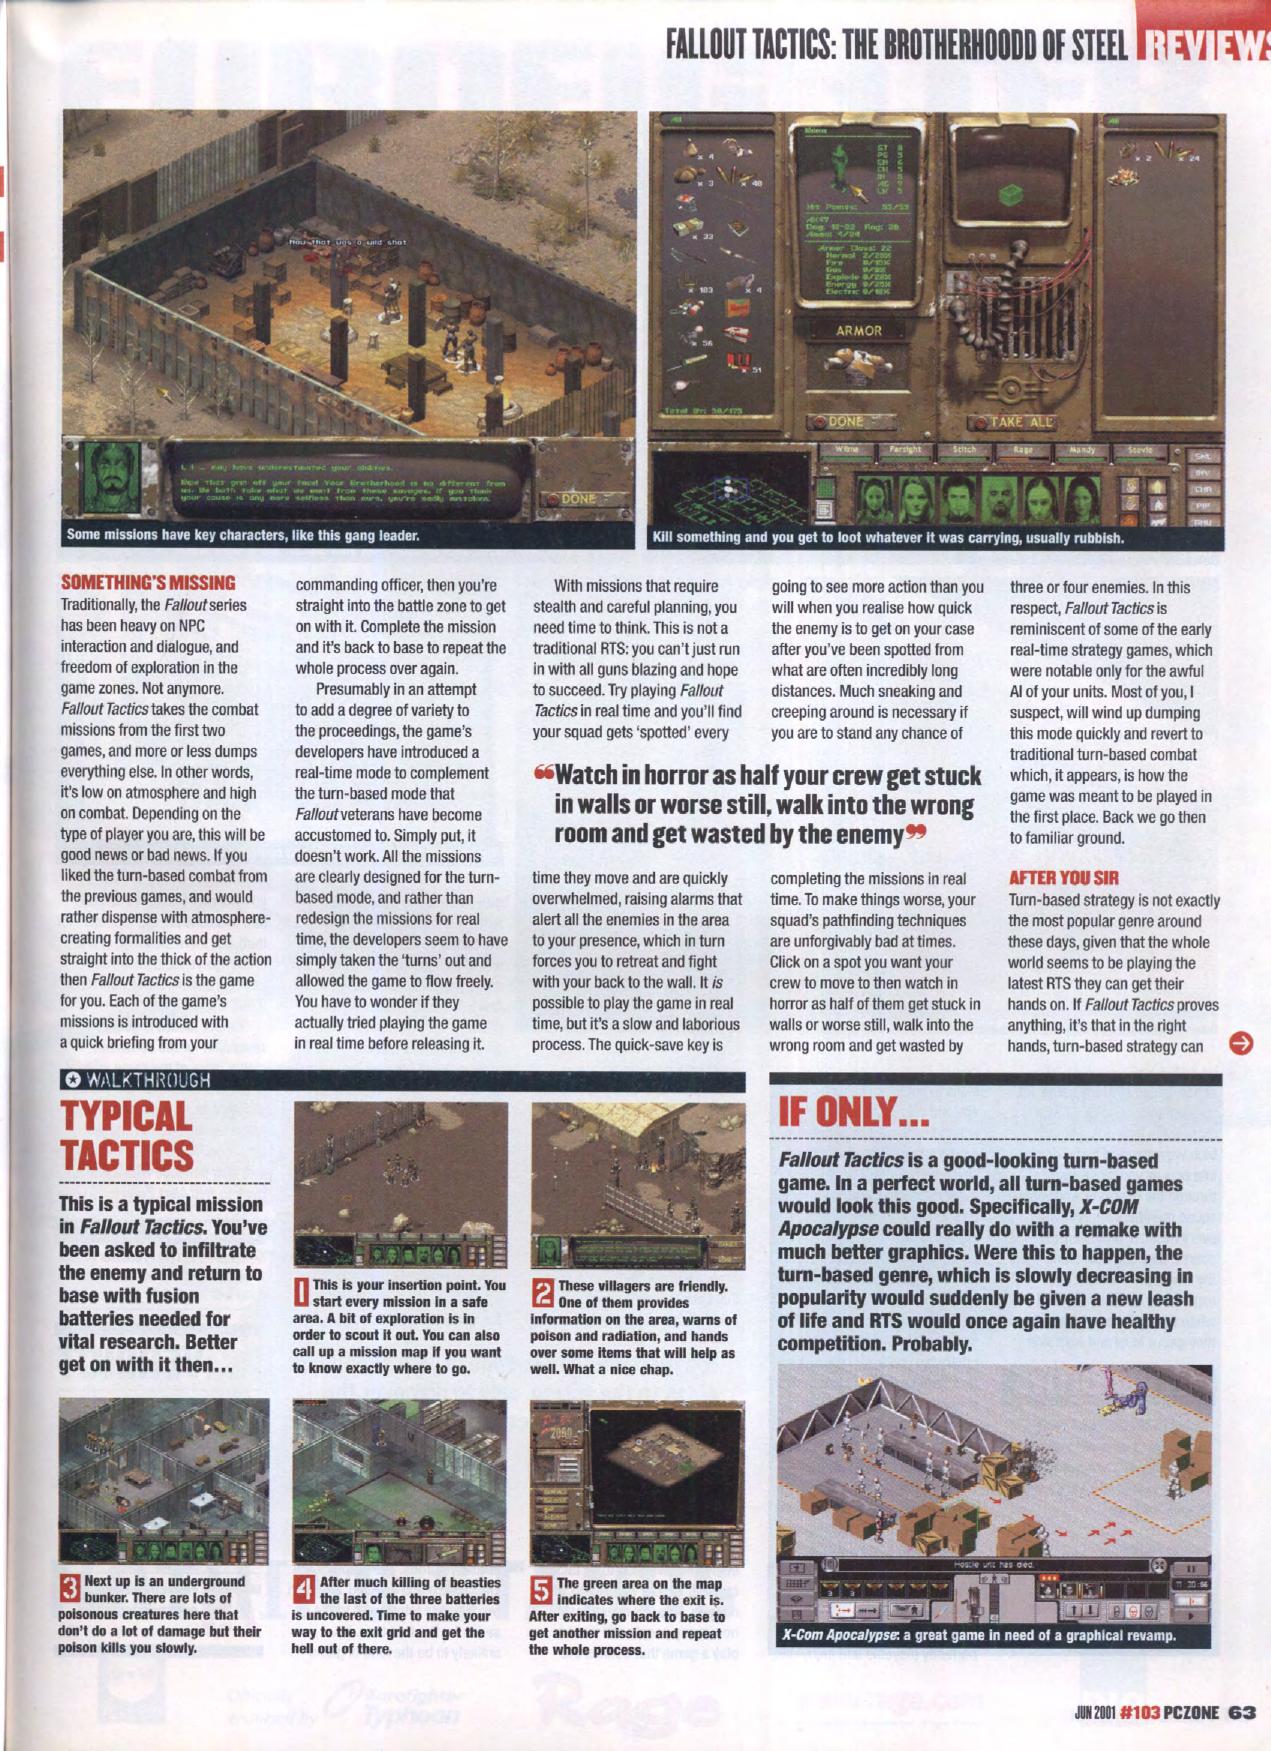 FALLOUT TACTICS: THE BROTHERHOODD OF STEEL REVIEWS
Now that was a wild shot
DONE
Some missions have key characters, like this gang leader.
ARMOR
DONE
TAKE ALL
Wilma Farsight Stitch Rage Mandy Stevie
Kill something and you get to loot whatever it was carrying, usually rubbish.
SOMETHING'S MISSING
Traditionally, the Fallout series
has been heavy on NPC
interaction and dialogue, and
freedom of exploration in the
game zones. Not anymore.
Fallout Tactics takes the combat
missions from the first two
games, and more or less dumps
everything else. In other words,
it's low on atmosphere and high
on combat. Depending on the
type of player you are, this will be
good news or bad news. If you
liked the turn-based combat from
the previous games, and would
rather dispense with atmosphere-
creating formalities and get
straight into the thick of the action
then Fallout Tactics is the game
for you. Each of the game's
missions is introduced with
a quick briefing from your
commanding officer, then you're
straight into the battle zone to get
on with it. Complete the mission
and it's back to base to repeat the
whole process over again.
Presumably in an attempt
to add a degree of variety to
the proceedings, the game's
developers have introduced a
real-time mode to complement
the turn-based mode that
Fallout veterans have become
accustomed to. Simply put, it
doesn't work. All the missions
are clearly designed for the turn-
based mode, and rather than
redesign the missions for real
time, the developers seem to have
simply taken the 'turns' out and
allowed the game to flow freely.
You have to wonder if they
actually tried playing the game
in real time before releasing it.
With missions that require
stealth and careful planning, you
need time to think. This is not a
traditional RTS: you can't just run
in with all guns blazing and hope
to succeed. Try playing Fallout
Tactics in real time and you'll find
your squad gets 'spotted' every
time they move and are quickly
overwhelmed, raising alarms that
alert all the enemies in the area
to your presence, which in turn
forces you to retreat and fight
with your back to the wall. It is
possible to play the game in real
time, but it's a slow and laborious
process. The quick-save key is
going to see more action than you
will when you realise how quick
the enemy is to get on your case
after you've been spotted from
what are often incredibly long
distances. Much sneaking and
creeping around is necessary if
you are to stand any chance of
completing the missions in real
time. To make things worse, your
squad's pathfinding techniques
are unforgivably bad at times.
Click on a spot you want your
crew to move to then watch in
horror as half of them get stuck in
walls or worse still, walk into the
wrong room and get wasted by
three or four enemies. In this
respect, Fallout Tactics is
reminiscent of some of the early
real-time strategy games, which
were notable only for the awful
AI of your units. Most of you, I
suspect, will wind up dumping
this mode quickly and revert to
traditional turn-based combat
which, it appears, is how the
game was meant to be played in
the first place. Back we go then
to familiar ground.
“Watch in horror as half your crew get stuck
in walls or worse still, walk into the wrong
room and get wasted by the enemy”
AFTER YOU SIR
Turn-based strategy is not exactly
the most popular genre around
these days, given that the whole
world seems to be playing the
latest RTS they can get their
hands on. If Fallout Tactics proves
anything, it's that in the right
hands, turn-based strategy can
WALKTHROUGH
TYPICAL
TACTICS
This is a typical mission
in Fallout Tactics. You've
been asked to infiltrate
the enemy and return to
base with fusion
batteries needed for
vital research. Better
get on with it then...
1 This is your insertion point. You
start every mission in a safe
area. A bit of exploration is in
order to scout it out. You can also
call up a mission map if you want
to know exactly where to go.
2 These villagers are friendly.
One of them provides
information on the area, warns of
poison and radiation, and hands
over some items that will help as
well. What a nice chap.
3 Next up is an underground
bunker. There are lots of
poisonous creatures here that
don't do a lot of damage but their
poison kills you slowly.
4 After much killing of beasties
the last of the three batteries
is uncovered. Time to make your
way to the exit grid and get the
hell out of there.
5 The green area on the map
indicates where the exit is.
After exiting, go back to base to
get another mission and repeat
the whole process.
IF ONLY...
Fallout Tactics is a good-looking turn-based
game. In a perfect world, all turn-based games
would look this good. Specifically, X-COM
Apocalypse could really do with a remake with
much better graphics. Were this to happen, the
turn-based genre, which is slowly decreasing in
popularity would suddenly be given a new leash
of life and RTS would once again have healthy
competition. Probably.
Hostile unit has died.
X-Com Apocalypse: a great game in need of a graphical revamp.
JUN 2001 #103 PCZONE 63